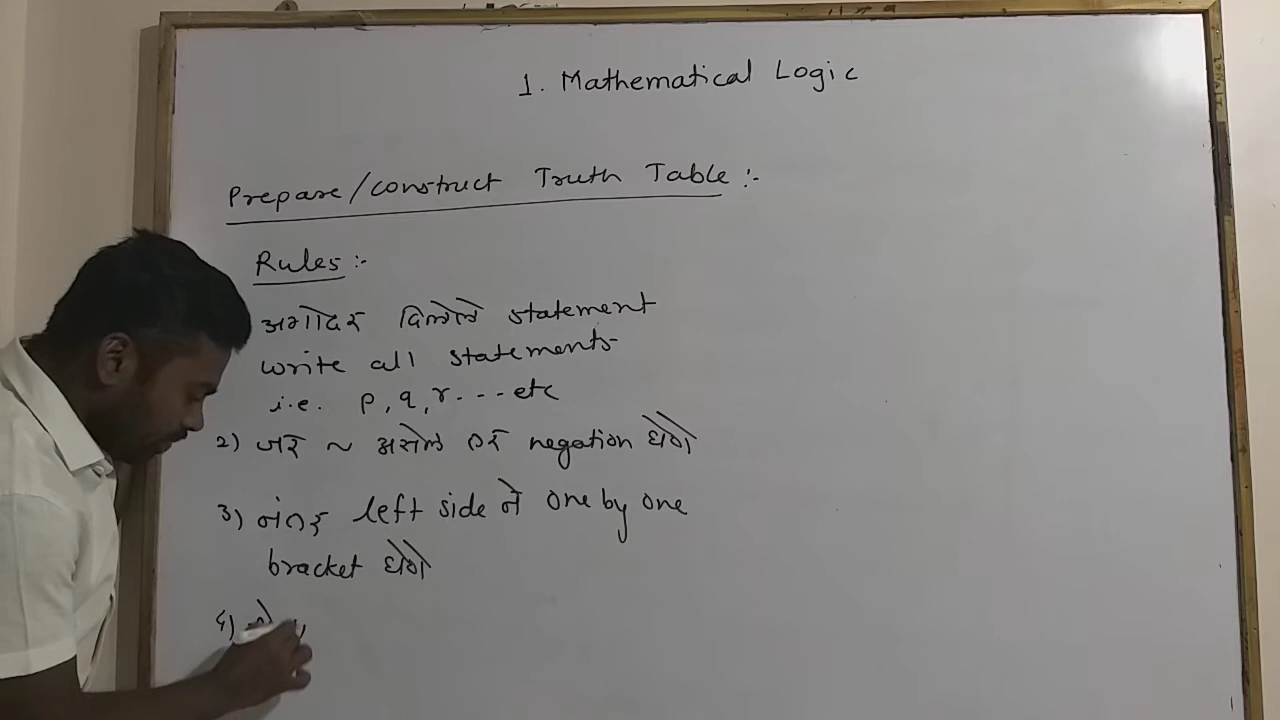 1. Mathematical Logic
Prepare/construct Truth Table :-
Rules :-
अगोदर दिलेले statement
write all statements
i.e. p, q, r - - - etc
2) जर ~ असेल तर negation घेणे
3) नंतर left side ने one by one
bracket घेणे
4)